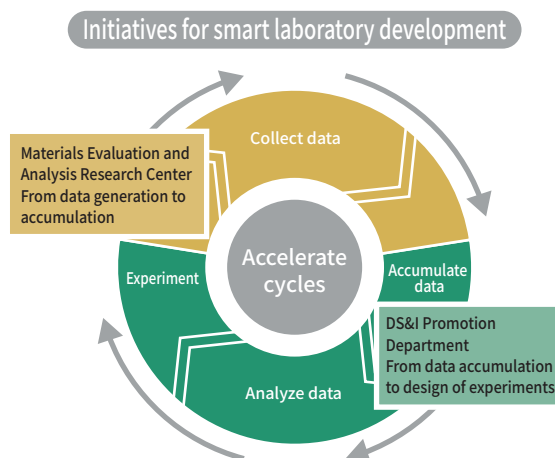 Initiatives for smart laboratory development
Collect data
Materials Evaluation and
Analysis Research Center
From data generation to
accumulation
Accelerate
cycles
Experiment
Accumulate
data
DS&I Promotion
Department
From data accumulation
to design of experiments
Analyze data